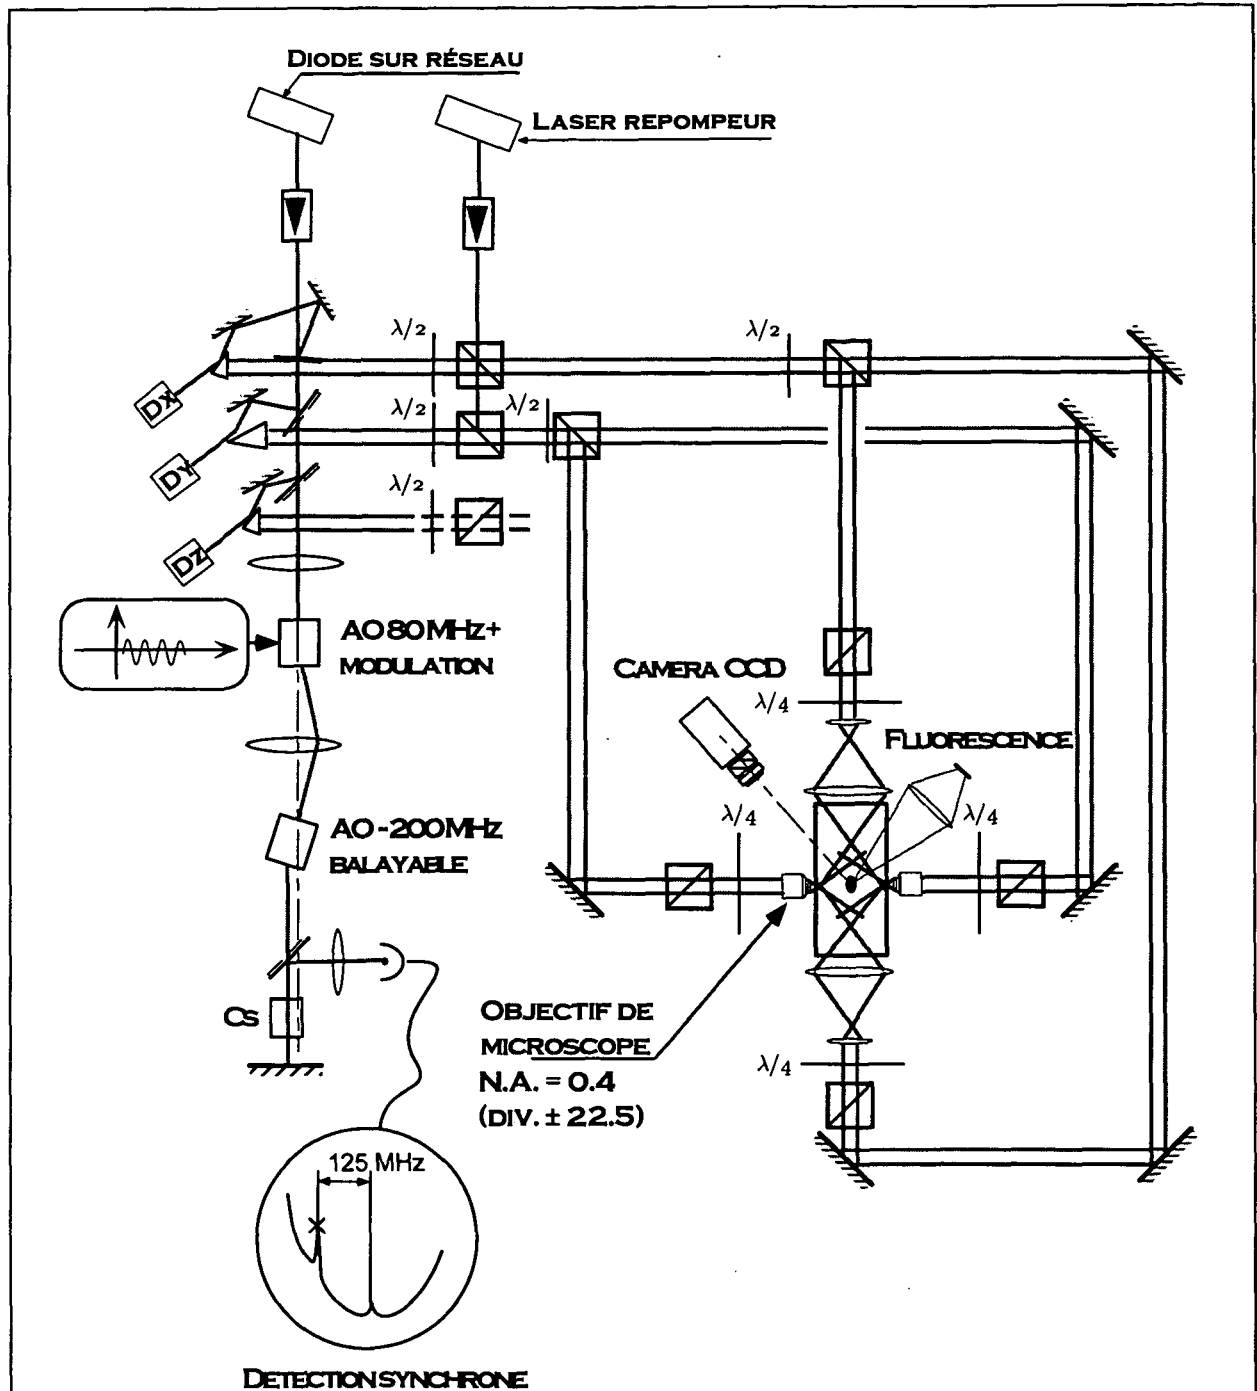 DIODE SUR RÉSEAU
LASER REPOMPEUR
λ/2
λ/2
DX
λ/2
λ/2
DY
λ/2
DZ
AO 80 MHz +
MODULATION
CAMERA CCD
λ/4
FLUORESCENCE
AO - 200 MHz
BALAYABLE
λ/4
λ/4
Cs
OBJECTIF DE
MICROSCOPE
N.A. = 0.4
(DIV. ± 22.5)
λ/4
125 MHz
DETECTION SYNCHRONE